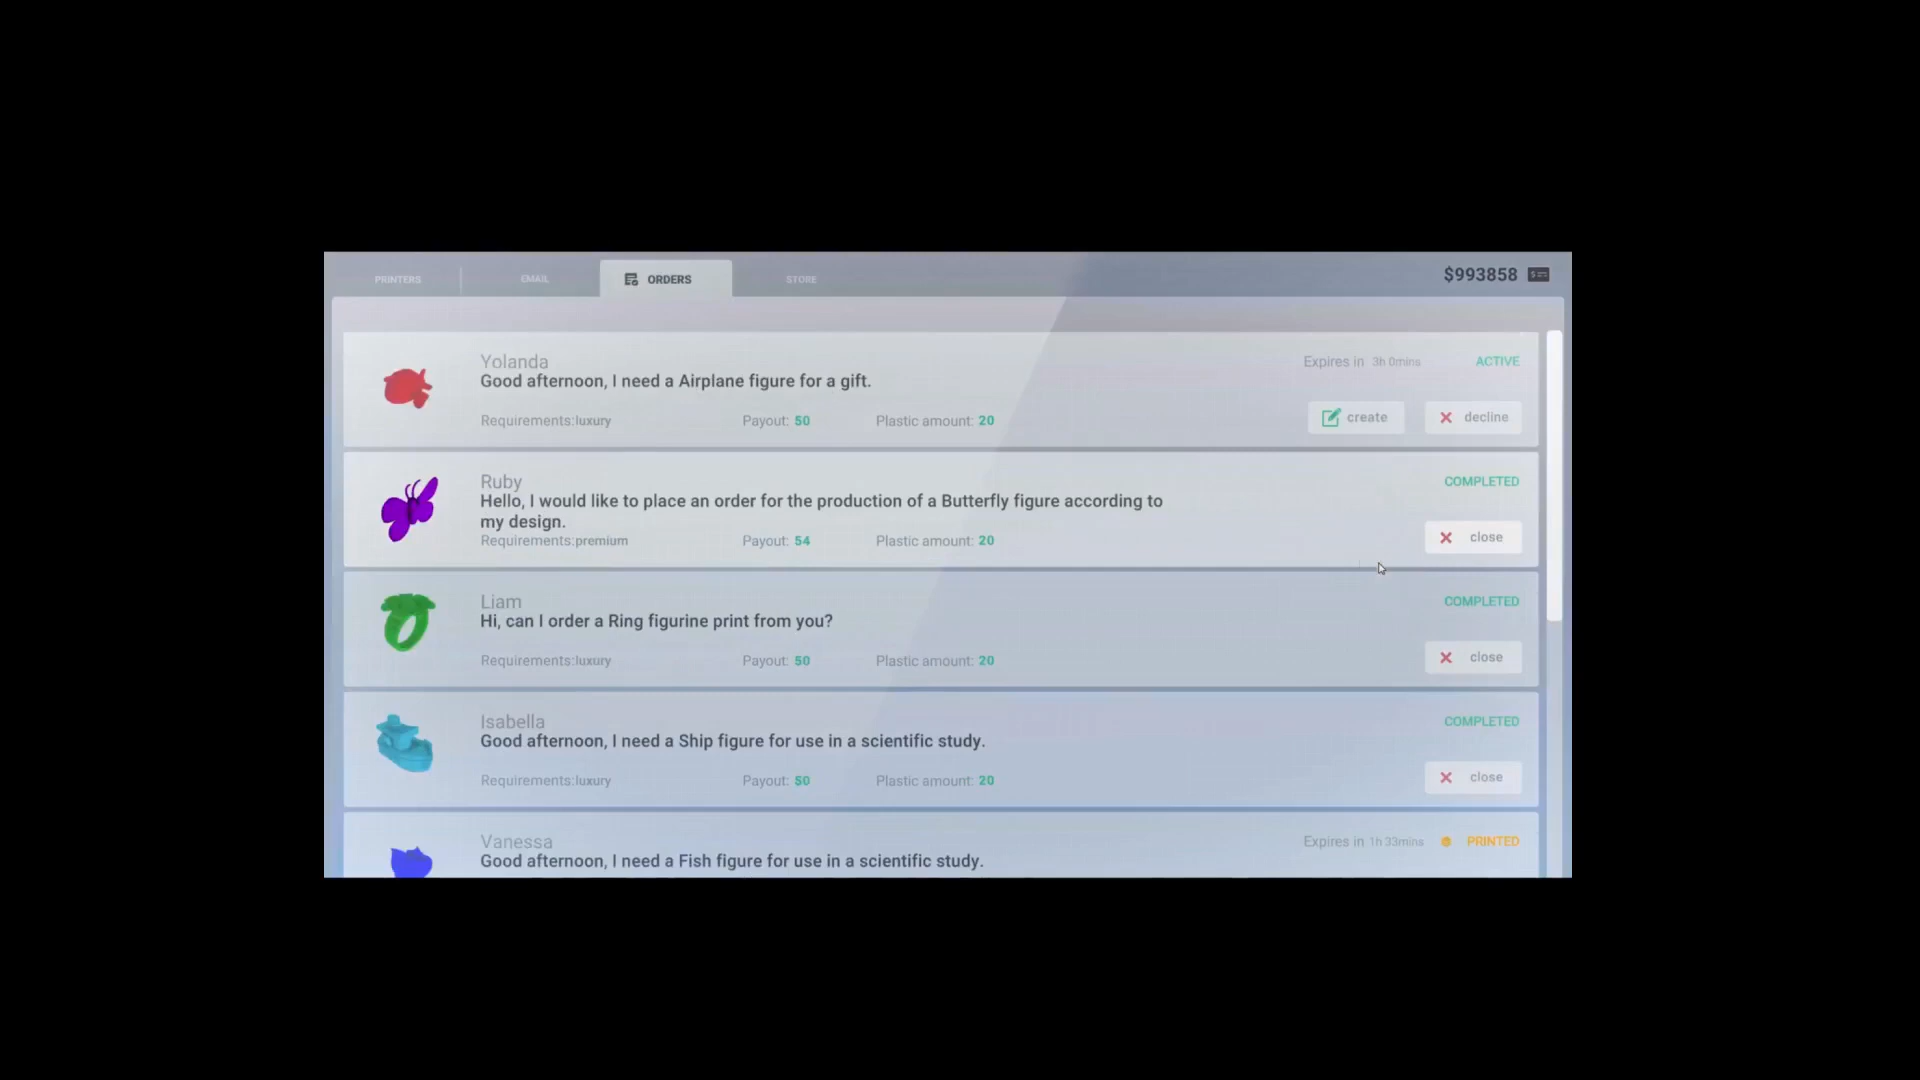 PRINTERS
EMAIL
ORDERS
STORE
$993858
Yolanda
Good afternoon, I need a Airplane figure for a gift.
Requirements:luxury
Payout: 50
Plastic amount: 20
Expires in 3h 0mins
ACTIVE
create
decline
Ruby
Hello, I would like to place an order for the production of a Butterfly figure according to
my design.
Requirements:premium
Payout: 54
Plastic amount: 20
COMPLETED
close
Liam
Hi, can I order a Ring figurine print from you?
Requirements:luxury
Payout: 50
Plastic amount: 20
COMPLETED
close
Isabella
Good afternoon, I need a Ship figure for use in a scientific study.
Requirements:luxury
Payout: 50
Plastic amount: 20
COMPLETED
close
Vanessa
Good afternoon, I need a Fish figure for use in a scientific study.
Expires in 1h 33mins
PRINTED